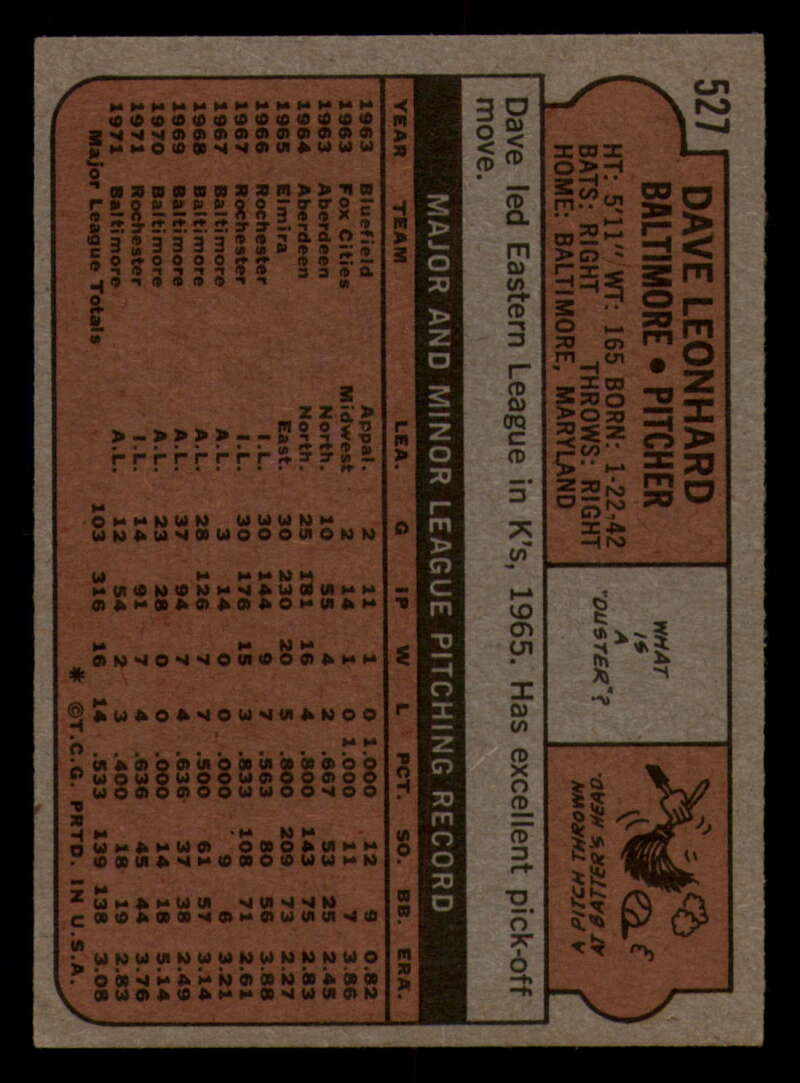 527
DAVE LEONHARD
BALTIMORE • PITCHER
HT: 5'11" WT: 165 BORN: 1-22-42
BATS: RIGHT THROWS: RIGHT
HOME: BALTIMORE, MARYLAND
WHAT
IS
A
"DUSTER"?
A PITCH THROWN
AT BATTER'S HEAD.
Dave led Eastern League in K's, 1965. Has excellent pick-off
move.
MAJOR AND MINOR LEAGUE PITCHING RECORD
YEAR TEAM LEA. G IP W L PCT. SO. BB. ERA.
1963 Bluefield Appal. 2 11 1 0 1.000 12 9 0.82
1963 Fox Cities Midwest 2 14 1 0 1.000 11 7 3.86
1963 Aberdeen North. 10 55 4 2 .667 53 25 2.45
1964 Aberdeen North. 25 181 16 4 .800 143 75 2.83
1965 Elmira East. 30 230 20 5 .800 209 73 2.27
1966 Rochester I.L. 30 144 9 7 .563 80 56 3.88
1967 Rochester I.L. 30 176 15 3 .833 108 71 2.61
1967 Baltimore A.L. 3 14 0 0 .000 9 6 3.21
1968 Baltimore A.L. 28 126 7 7 .500 61 57 3.14
1969 Baltimore A.L. 37 94 7 4 .636 37 38 2.49
1970 Baltimore A.L. 23 28 0 0 .000 14 18 5.14
1971 Rochester I.L. 14 91 7 4 .636 45 44 3.76
1971 Baltimore A.L. 12 54 2 3 .400 18 19 2.83
Major League Totals 103 316 16 14 .533 139 138 3.08
* ©T.C.G. PRTD. IN U.S.A.